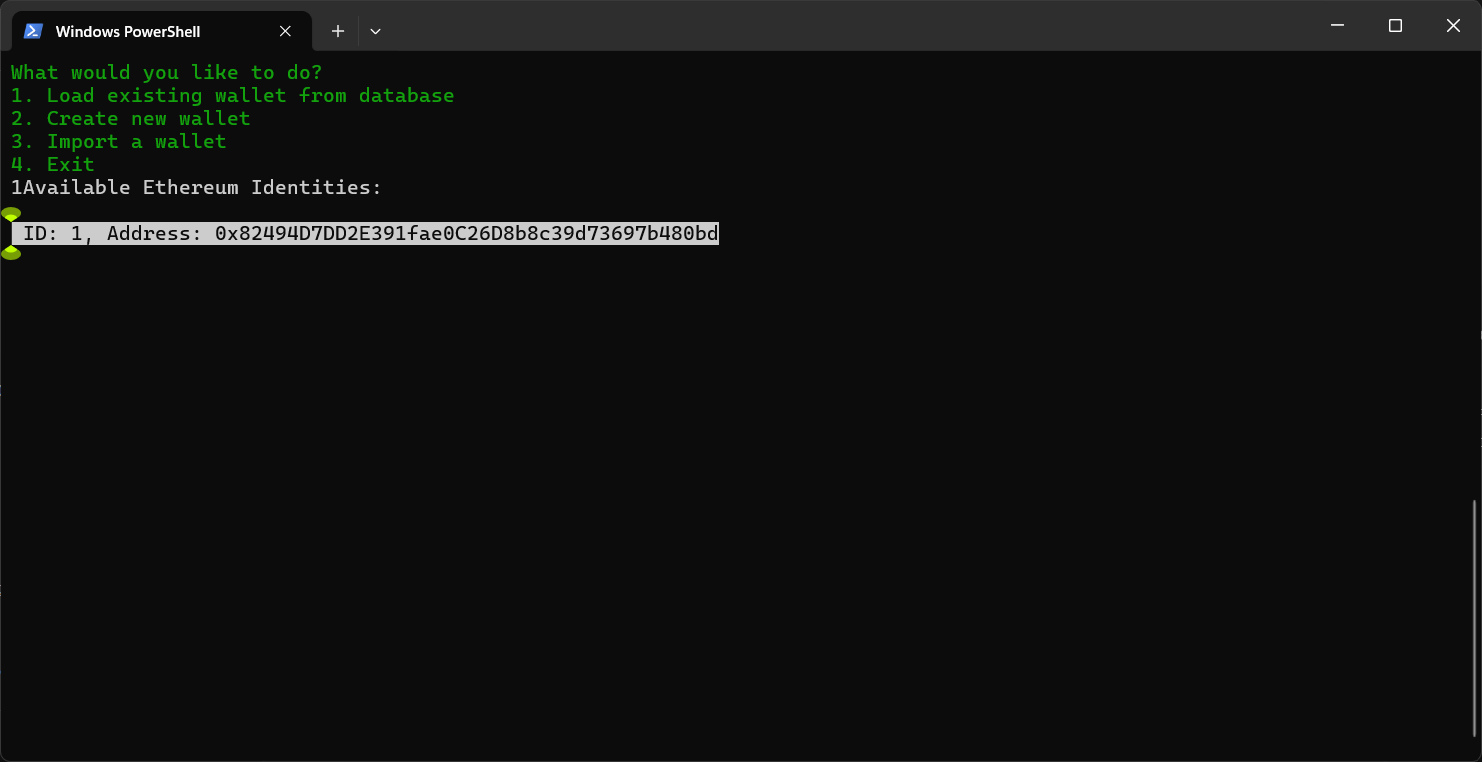 Windows PowerShell
What would you like to do?
1. Load existing wallet from database
2. Create new wallet
3. Import a wallet
4. Exit
1Available Ethereum Identities:
ID: 1, Address: 0x82494D7DD2E391fae0C26D8b8c39d73697b480bd